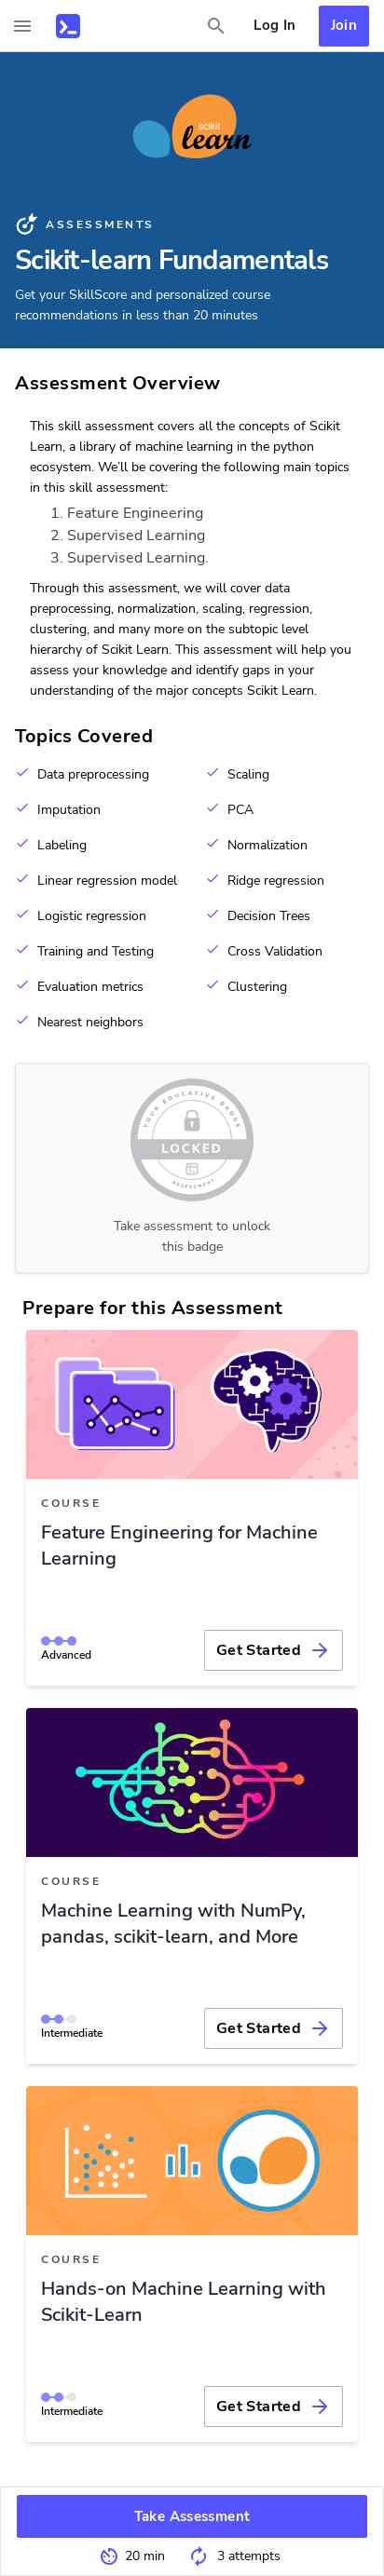 Log In
Join
scikit
learn
ASSESSMENTS
Scikit-learn Fundamentals
Get your SkillScore and personalized course
recommendations in less than 20 minutes
Assessment Overview
This skill assessment covers all the concepts of Scikit
Learn, a library of machine learning in the python
ecosystem. We'll be covering the following main topics
in this skill assessment:
1. Feature Engineering
2. Supervised Learning
3. Supervised Learning.
Through this assessment, we will cover data
preprocessing, normalization, scaling, regression,
clustering, and many more on the subtopic level
hierarchy of Scikit Learn. This assessment will help you
assess your knowledge and identify gaps in your
understanding of the major concepts Scikit Learn.
Topics Covered
Data preprocessing
Scaling
Imputation
PCA
Labeling
Normalization
Linear regression model
Ridge regression
Logistic regression
Decision Trees
Training and Testing
Cross Validation
Evaluation metrics
Clustering
Nearest neighbors
YOUR EDUCATIVE BADGE
LOCKED
ASSESSMENT
Take assessment to unlock
this badge
Prepare for this Assessment
COURSE
Feature Engineering for Machine
Learning
Advanced
Get Started
COURSE
Machine Learning with NumPy,
pandas, scikit-learn, and More
Intermediate
Get Started
COURSE
Hands-on Machine Learning with
Scikit-Learn
Intermediate
Get Started
Take Assessment
20 min
3 attempts